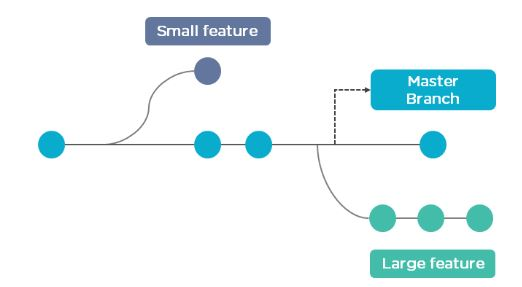 Small feature
Master
Branch
Large feature